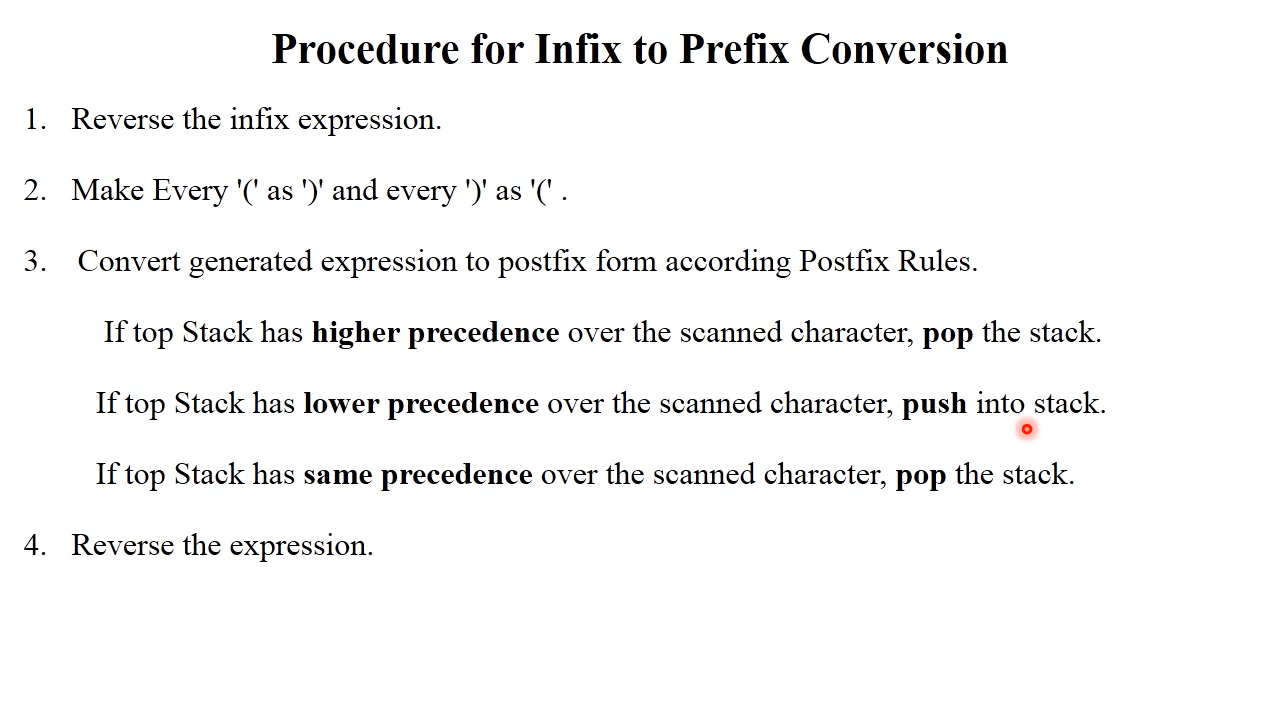 Procedure for Infix to Prefix Conversion
1. Reverse the infix expression.
2. Make Every '(' as ')' and every ')' as '(' .
3. Convert generated expression to postfix form according Postfix Rules.
If top Stack has higher precedence over the scanned character, pop the stack.
If top Stack has lower precedence over the scanned character, push into stack.
If top Stack has same precedence over the scanned character, pop the stack.
4. Reverse the expression.